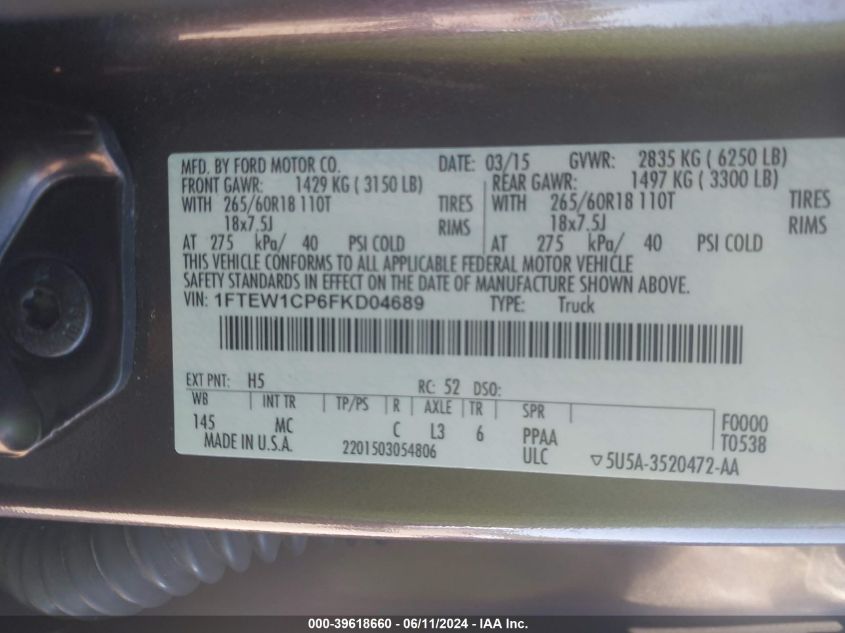 MFD. BY FORD MOTOR CO. DATE: 03/15 GVWR: 2835 KG ( 6250 LB)
FRONT GAWR: 1429 KG ( 3150 LB) REAR GAWR: 1497 KG ( 3300 LB)
WITH 265/60R18 110T TIRES WITH 265/60R18 110T TIRES
18x7.5J RIMS 18x7.5J RIMS
AT 275 kPa/ 40 PSI COLD AT 275 kPa/ 40 PSI COLD
THIS VEHICLE CONFORMS TO ALL APPLICABLE FEDERAL MOTOR VEHICLE
SAFETY STANDARDS IN EFFECT ON THE DATE OF MANUFACTURE SHOWN ABOVE.
VIN: 1FTEW1CP6FKD04689 TYPE: Truck
EXT PNT: H5 RC: 52 DSO:
WB INT TR TP/PS R AXLE TR SPR
145 MC C L3 6 PPAA F0000
MADE IN U.S.A. 2201503054806 ULC T0538
▽5U5A-3520472-AA
000-39618660 - 06/11/2024 - IAA Inc.